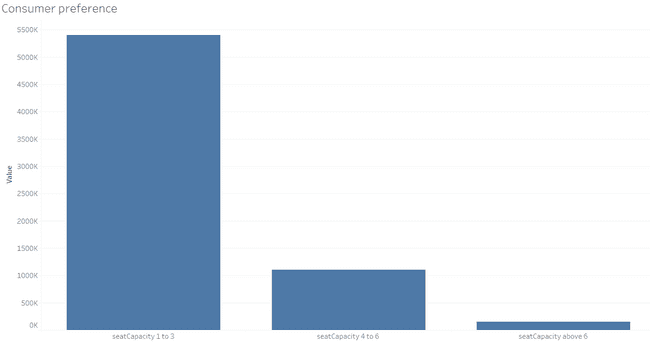 Consumer preference
5500K
5000K
4500K
4000K
3500K
3000K
2500K
2000K
1500K
1000K
500K
0K
Value
seatCapacity 1 to 3
seatCapacity 4 to 6
seatCapacity above 6